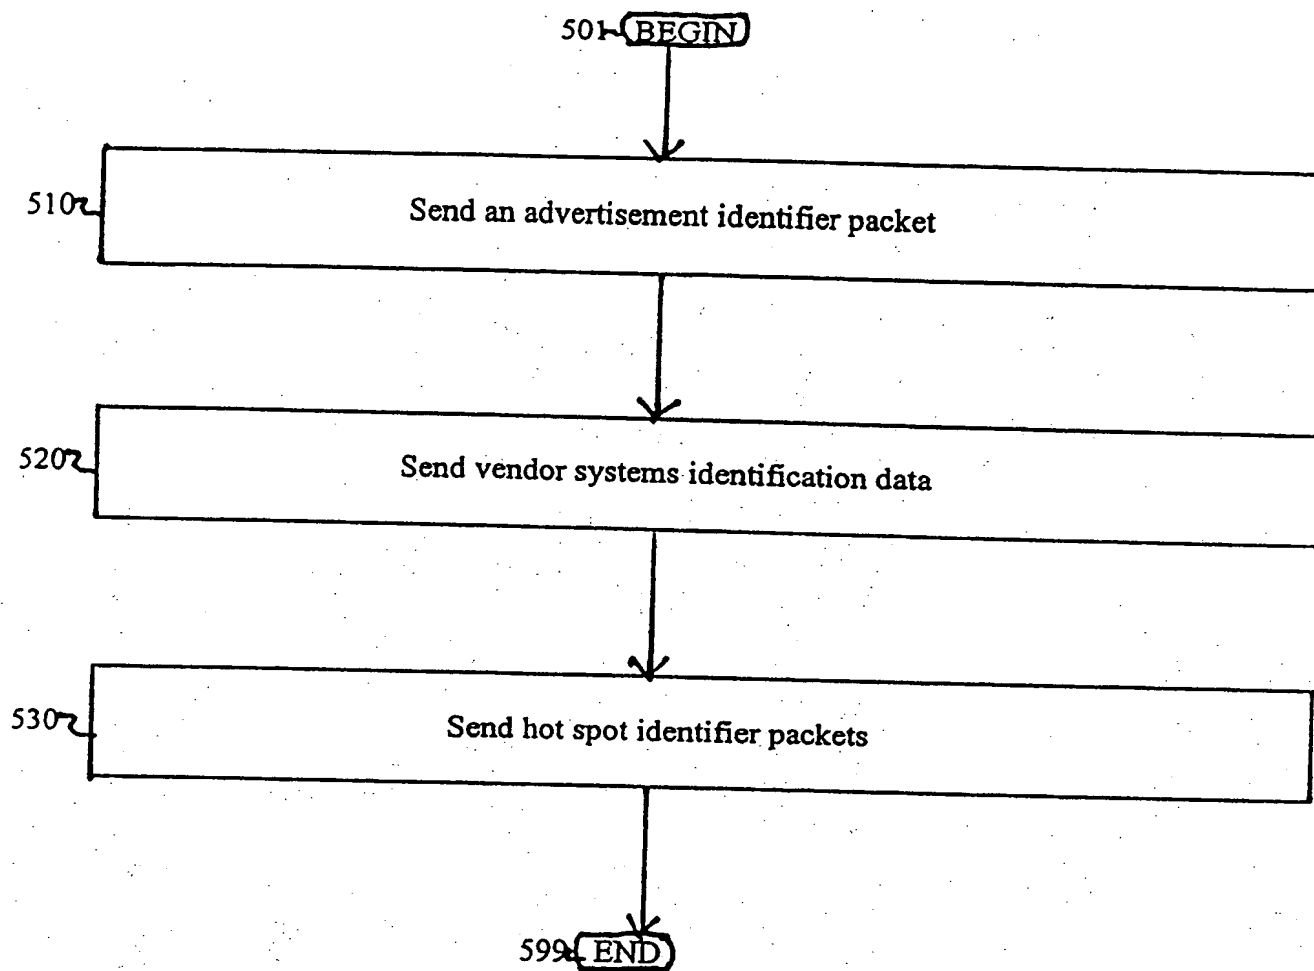 501 BEGIN
510 Send an advertisement identifier packet
520 Send vendor systems identification data
530 Send hot spot identifier packets
599 END